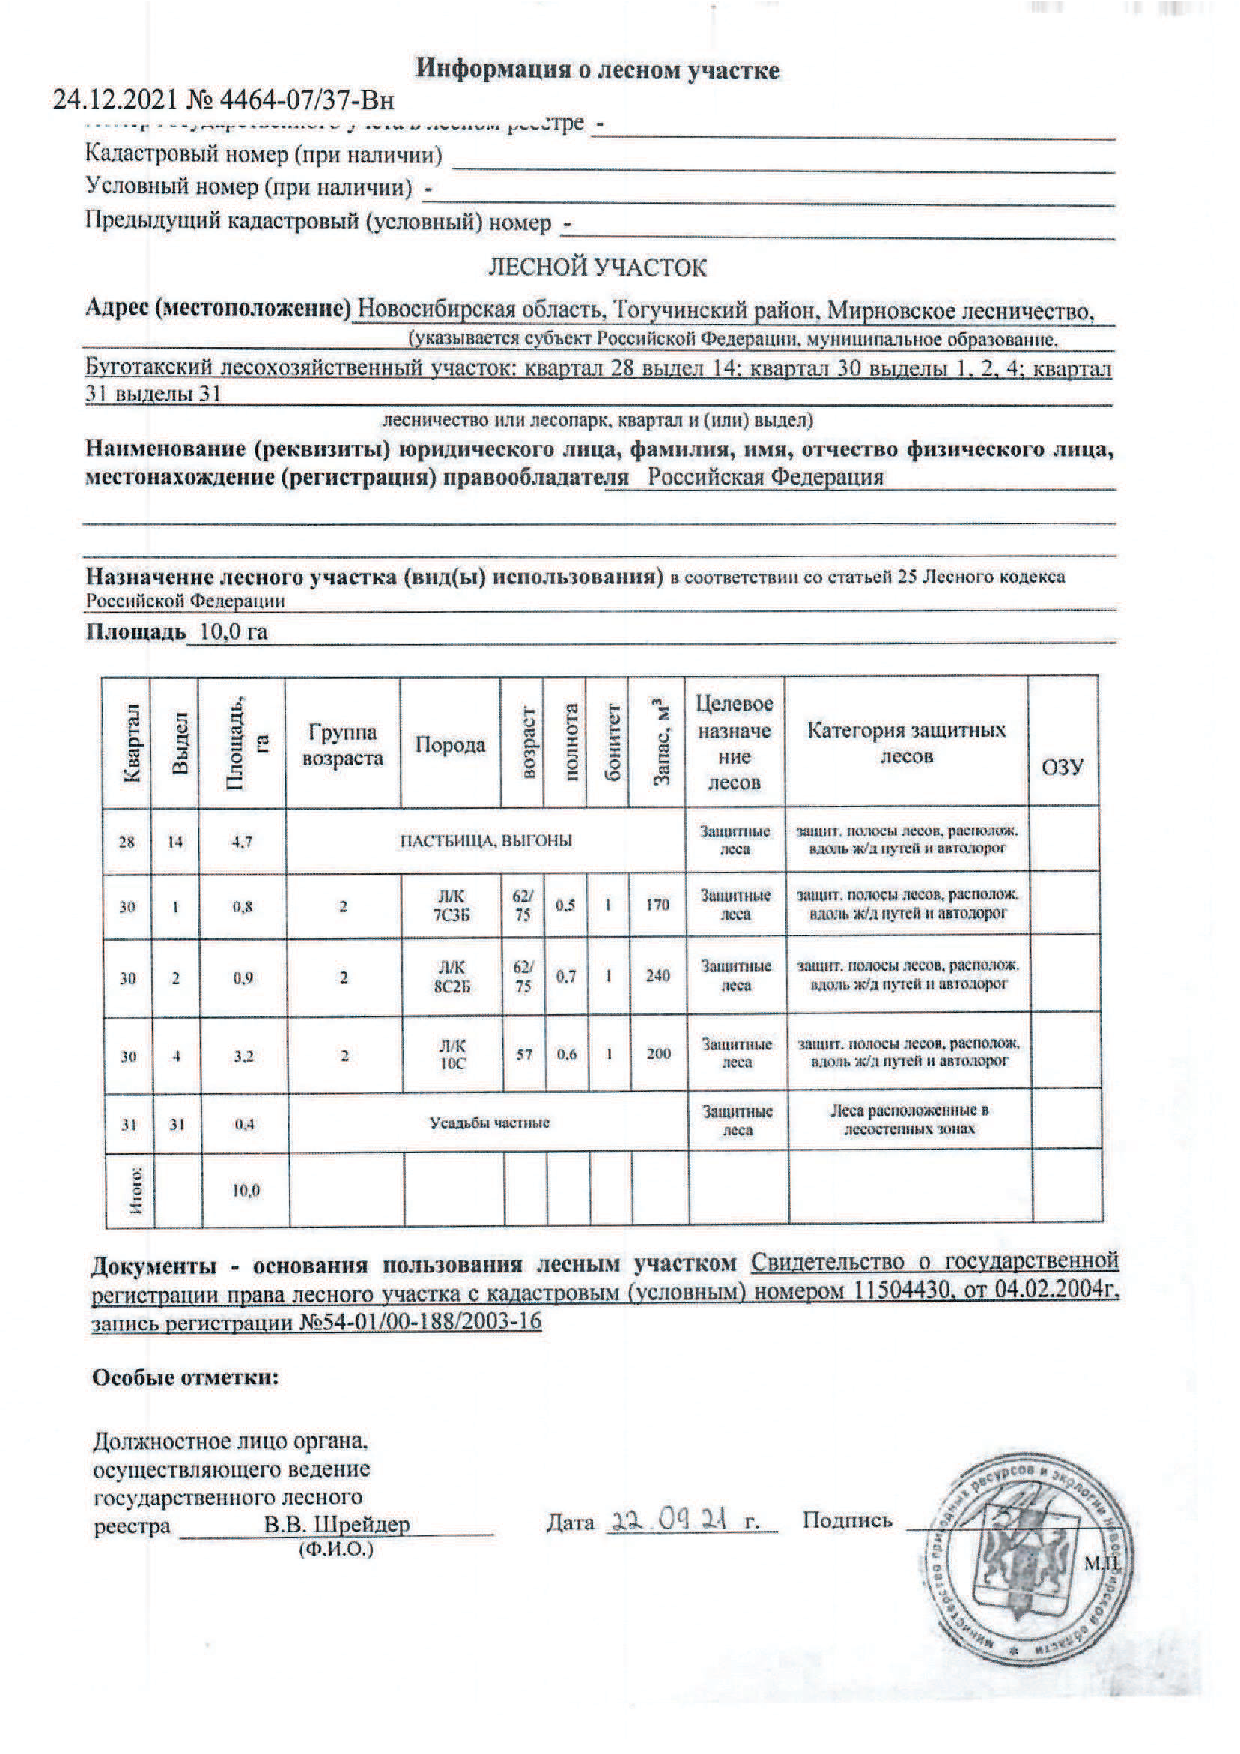 Информация о лесном участке
24.12.2021 № 4464-07/37-Вн
государственного учета в лесном реестре -
Кадастровый номер (при наличии)
Условный номер (при наличии) -
Предыдущий кадастровый (условный) номер -
ЛЕСНОЙ УЧАСТОК
Адрес (местоположение) Новосибирская область, Тогучинский район, Мирновское лесничество,
(указывается субъект Российской Федерации, муниципальное образование,
Буготакский лесохозяйственный участок: квартал 28 выдел 14; квартал 30 выделы 1, 2, 4; квартал
31 выделы 31
лесничество или лесопарк, квартал и (или) выдел)
Наименование (реквизиты) юридического лица, фамилия, имя, отчество физического лица,
местонахождение (регистрация) правообладателя Российская Федерация
Назначение лесного участка (вид(ы) использования) в соответствии со статьей 25 Лесного кодекса
Российской Федерации
Площадь 10,0 га
Квартал Выдел Площадь, га Группа возраста Порода возраст полнота бонитет Запас, м³ Целевое назначе ние лесов Категория защитных лесов ОЗУ
28 14 4,7 ПАСТБИЩА, ВЫГОНЫ Защитные леса защит. полосы лесов, располож. вдоль ж/д путей и автодорог
30 1 0,8 2 Л/К 7С3Б 62/75 0,5 1 170 Защитные леса защит. полосы лесов, располож. вдоль ж/д путей и автодорог
30 2 0,9 2 Л/К 8С2Б 62/75 0,7 1 240 Защитные леса защит. полосы лесов, располож. вдоль ж/д путей и автодорог
30 4 3,2 2 Л/К 10С 57 0,6 1 200 Защитные леса защит. полосы лесов, располож. вдоль ж/д путей и автодорог
31 31 0,4 Усадьбы частные Защитные леса Леса расположенные в лесостепных зонах
Итого: 10,0
Документы - основания пользования лесным участком Свидетельство о государственной
регистрации права лесного участка с кадастровым (условным) номером 11504430, от 04.02.2004г,
запись регистрации №54-01/00-188/2003-16
Особые отметки:
Должностное лицо органа,
осуществляющего ведение
государственного лесного
реестра В.В. Шрейдер Дата 22.09 21 г. Подпись
(Ф.И.О.)
М.П.
министерство природных ресурсов и экологии Новосибирской области